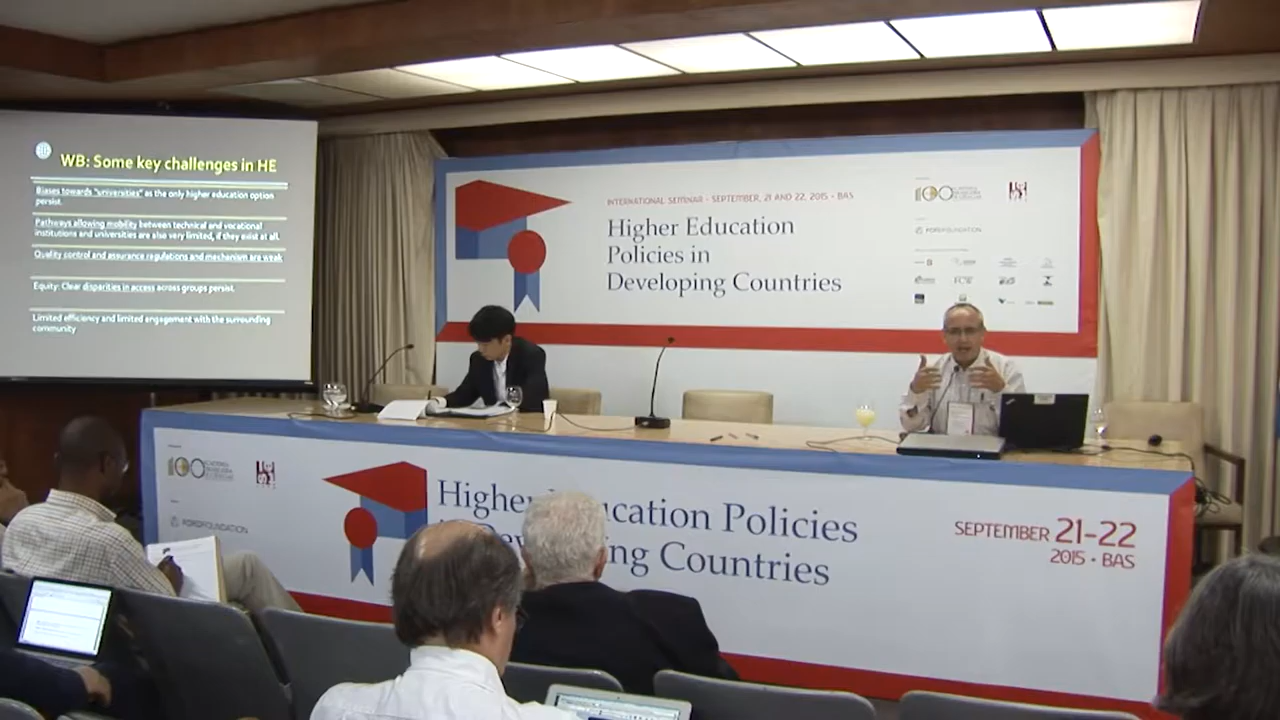 WB: Some key challenges in HE
Biases towards "universities" as the only higher education option
persist.
Pathways allowing mobility between technical and vocational
institutions and universities are also very limited, if they exist at all.
Quality control and assurance regulations and mechanism are weak
Equity: Clear disparities in access across groups persist.
Limited efficiency and limited engagement with the surrounding
community
INTERNATIONAL SEMINAR - SEPTEMBER, 21 AND 22, 2015 - BAS
Higher Education
Policies in
Developing Countries
100
FORDFOUNDATION
100
FORDFOUNDATION
Higher Education Policies
Countries
SEPTEMBER 21-22
2015 • BAS